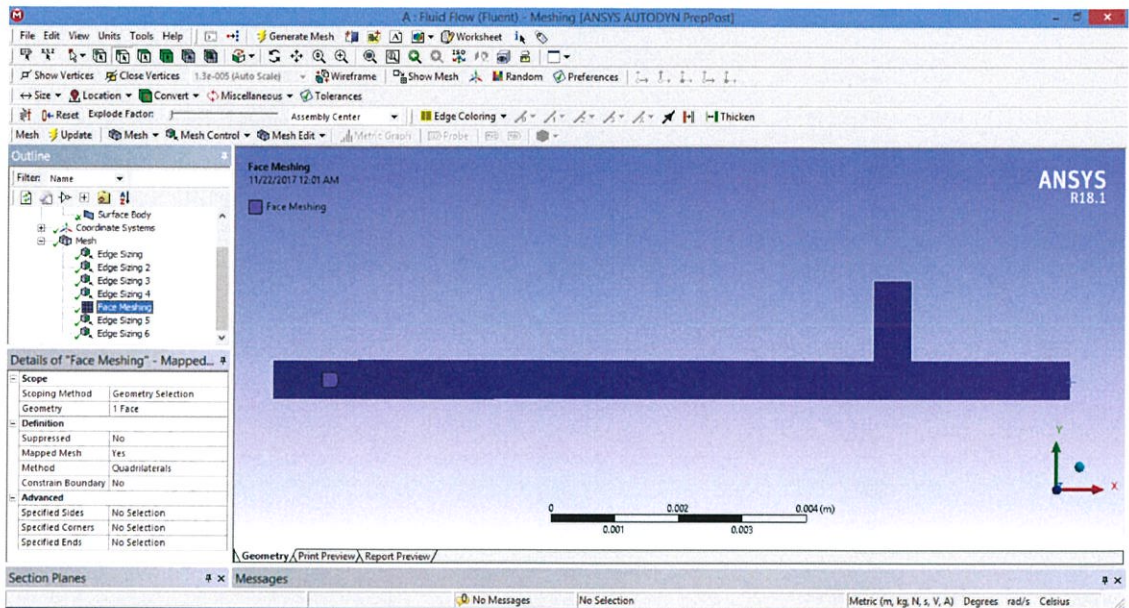 A : Fluid Flow (Fluent) - Meshing [ANSYS AUTODYN PrepPost]
File Edit View Units Tools Help Generate Mesh Worksheet
Show Vertices Close Vertices 1.3e-005 (Auto Scale) Wireframe Show Mesh Random Preferences
Size Location Convert Miscellaneous Tolerances
Reset Explode Factor: Assembly Center Edge Coloring Thicken
Mesh Update Mesh Mesh Control Mesh Edit Metric Graph Probe
Outline
Filter: Name
Surface Body
Coordinate Systems
Mesh
Edge Sizing
Edge Sizing 2
Edge Sizing 3
Edge Sizing 4
Face Meshing
Edge Sizing 5
Edge Sizing 6
Details of "Face Meshing" - Mapped...
Scope
Scoping Method Geometry Selection
Geometry 1 Face
Definition
Suppressed No
Mapped Mesh Yes
Method Quadrilaterals
Constrain Boundary No
Advanced
Specified Sides No Selection
Specified Corners No Selection
Specified Ends No Selection
Face Meshing
11/22/2017 12:01 AM
Face Meshing
ANSYS
R18.1
Y
X
0 0.002 0.004 (m)
0.001 0.003
Geometry Print Preview Report Preview
Section Planes Messages
No Messages No Selection Metric (m, kg, N, s, V, A) Degrees rad/s Celsius